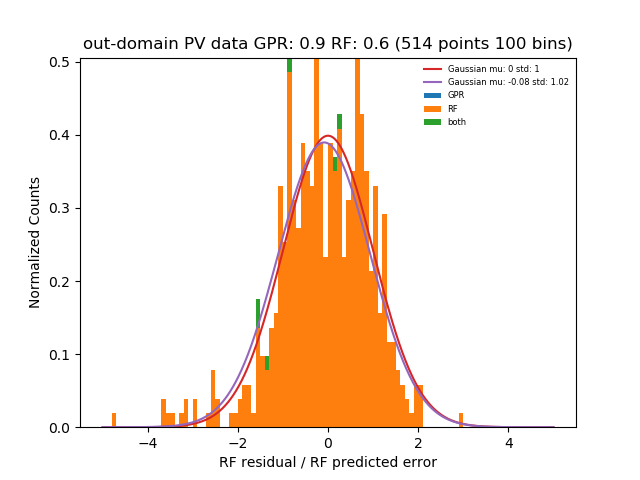 out-domain PV data GPR: 0.9 RF: 0.6 (514 points 100 bins)
Gaussian mu: 0 std: 1
Gaussian mu: -0.08 std: 1.02
GPR
RF
both
Normalized Counts
0.5
0.4
0.3
0.2
0.1
0.0
−4
−2
0
2
4
RF residual / RF predicted error